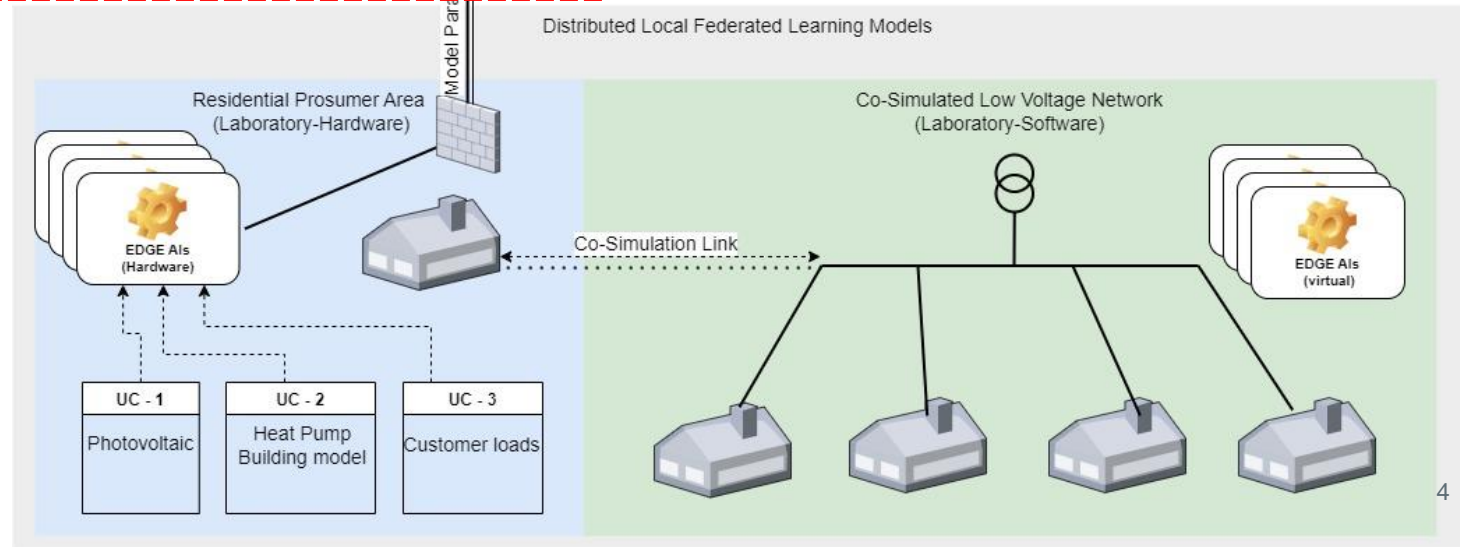 Model Para
Distributed Local Federated Learning Models
Residential Prosumer Area
(Laboratory-Hardware)
EDGE AIs
(Hardware)
Co-Simulation Link
UC - 1
Photovoltaic
UC - 2
Heat Pump
Building model
UC - 3
Customer loads
Co-Simulated Low Voltage Network
(Laboratory-Software)
EDGE AIs
(virtual)
4